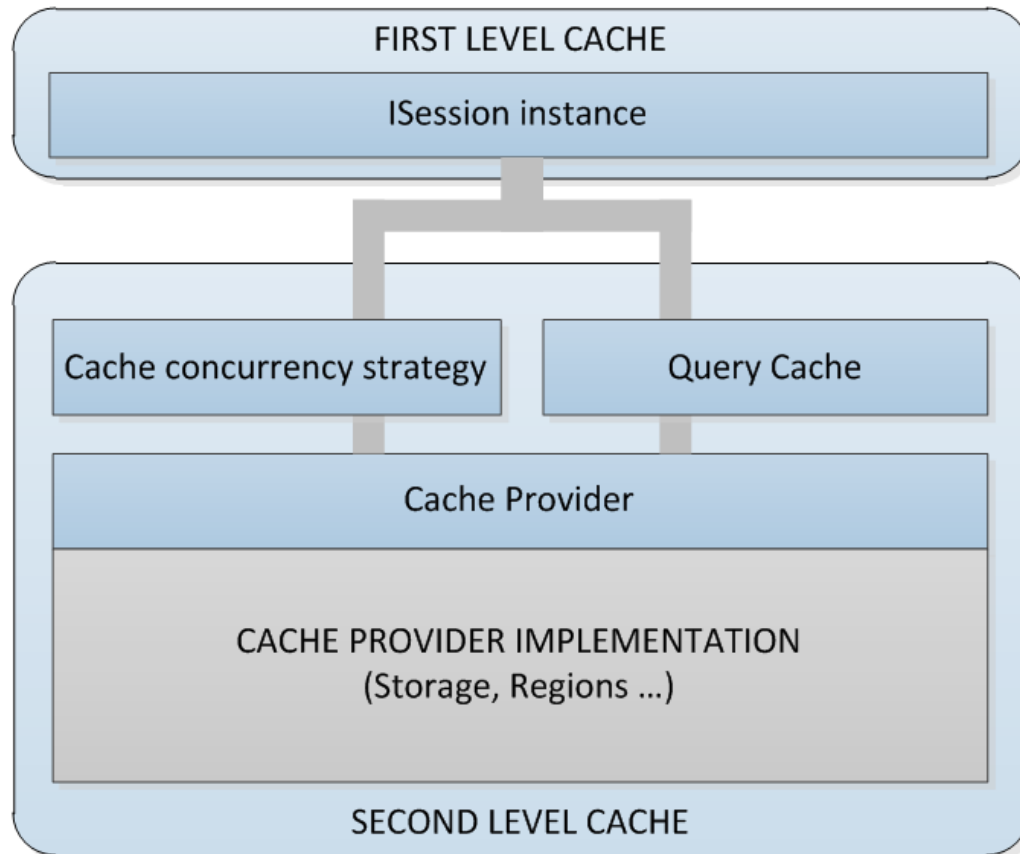 FIRST LEVEL CACHE
ISession instance
Cache concurrency strategy
Query Cache
Cache Provider
CACHE PROVIDER IMPLEMENTATION
(Storage, Regions ...)
SECOND LEVEL CACHE